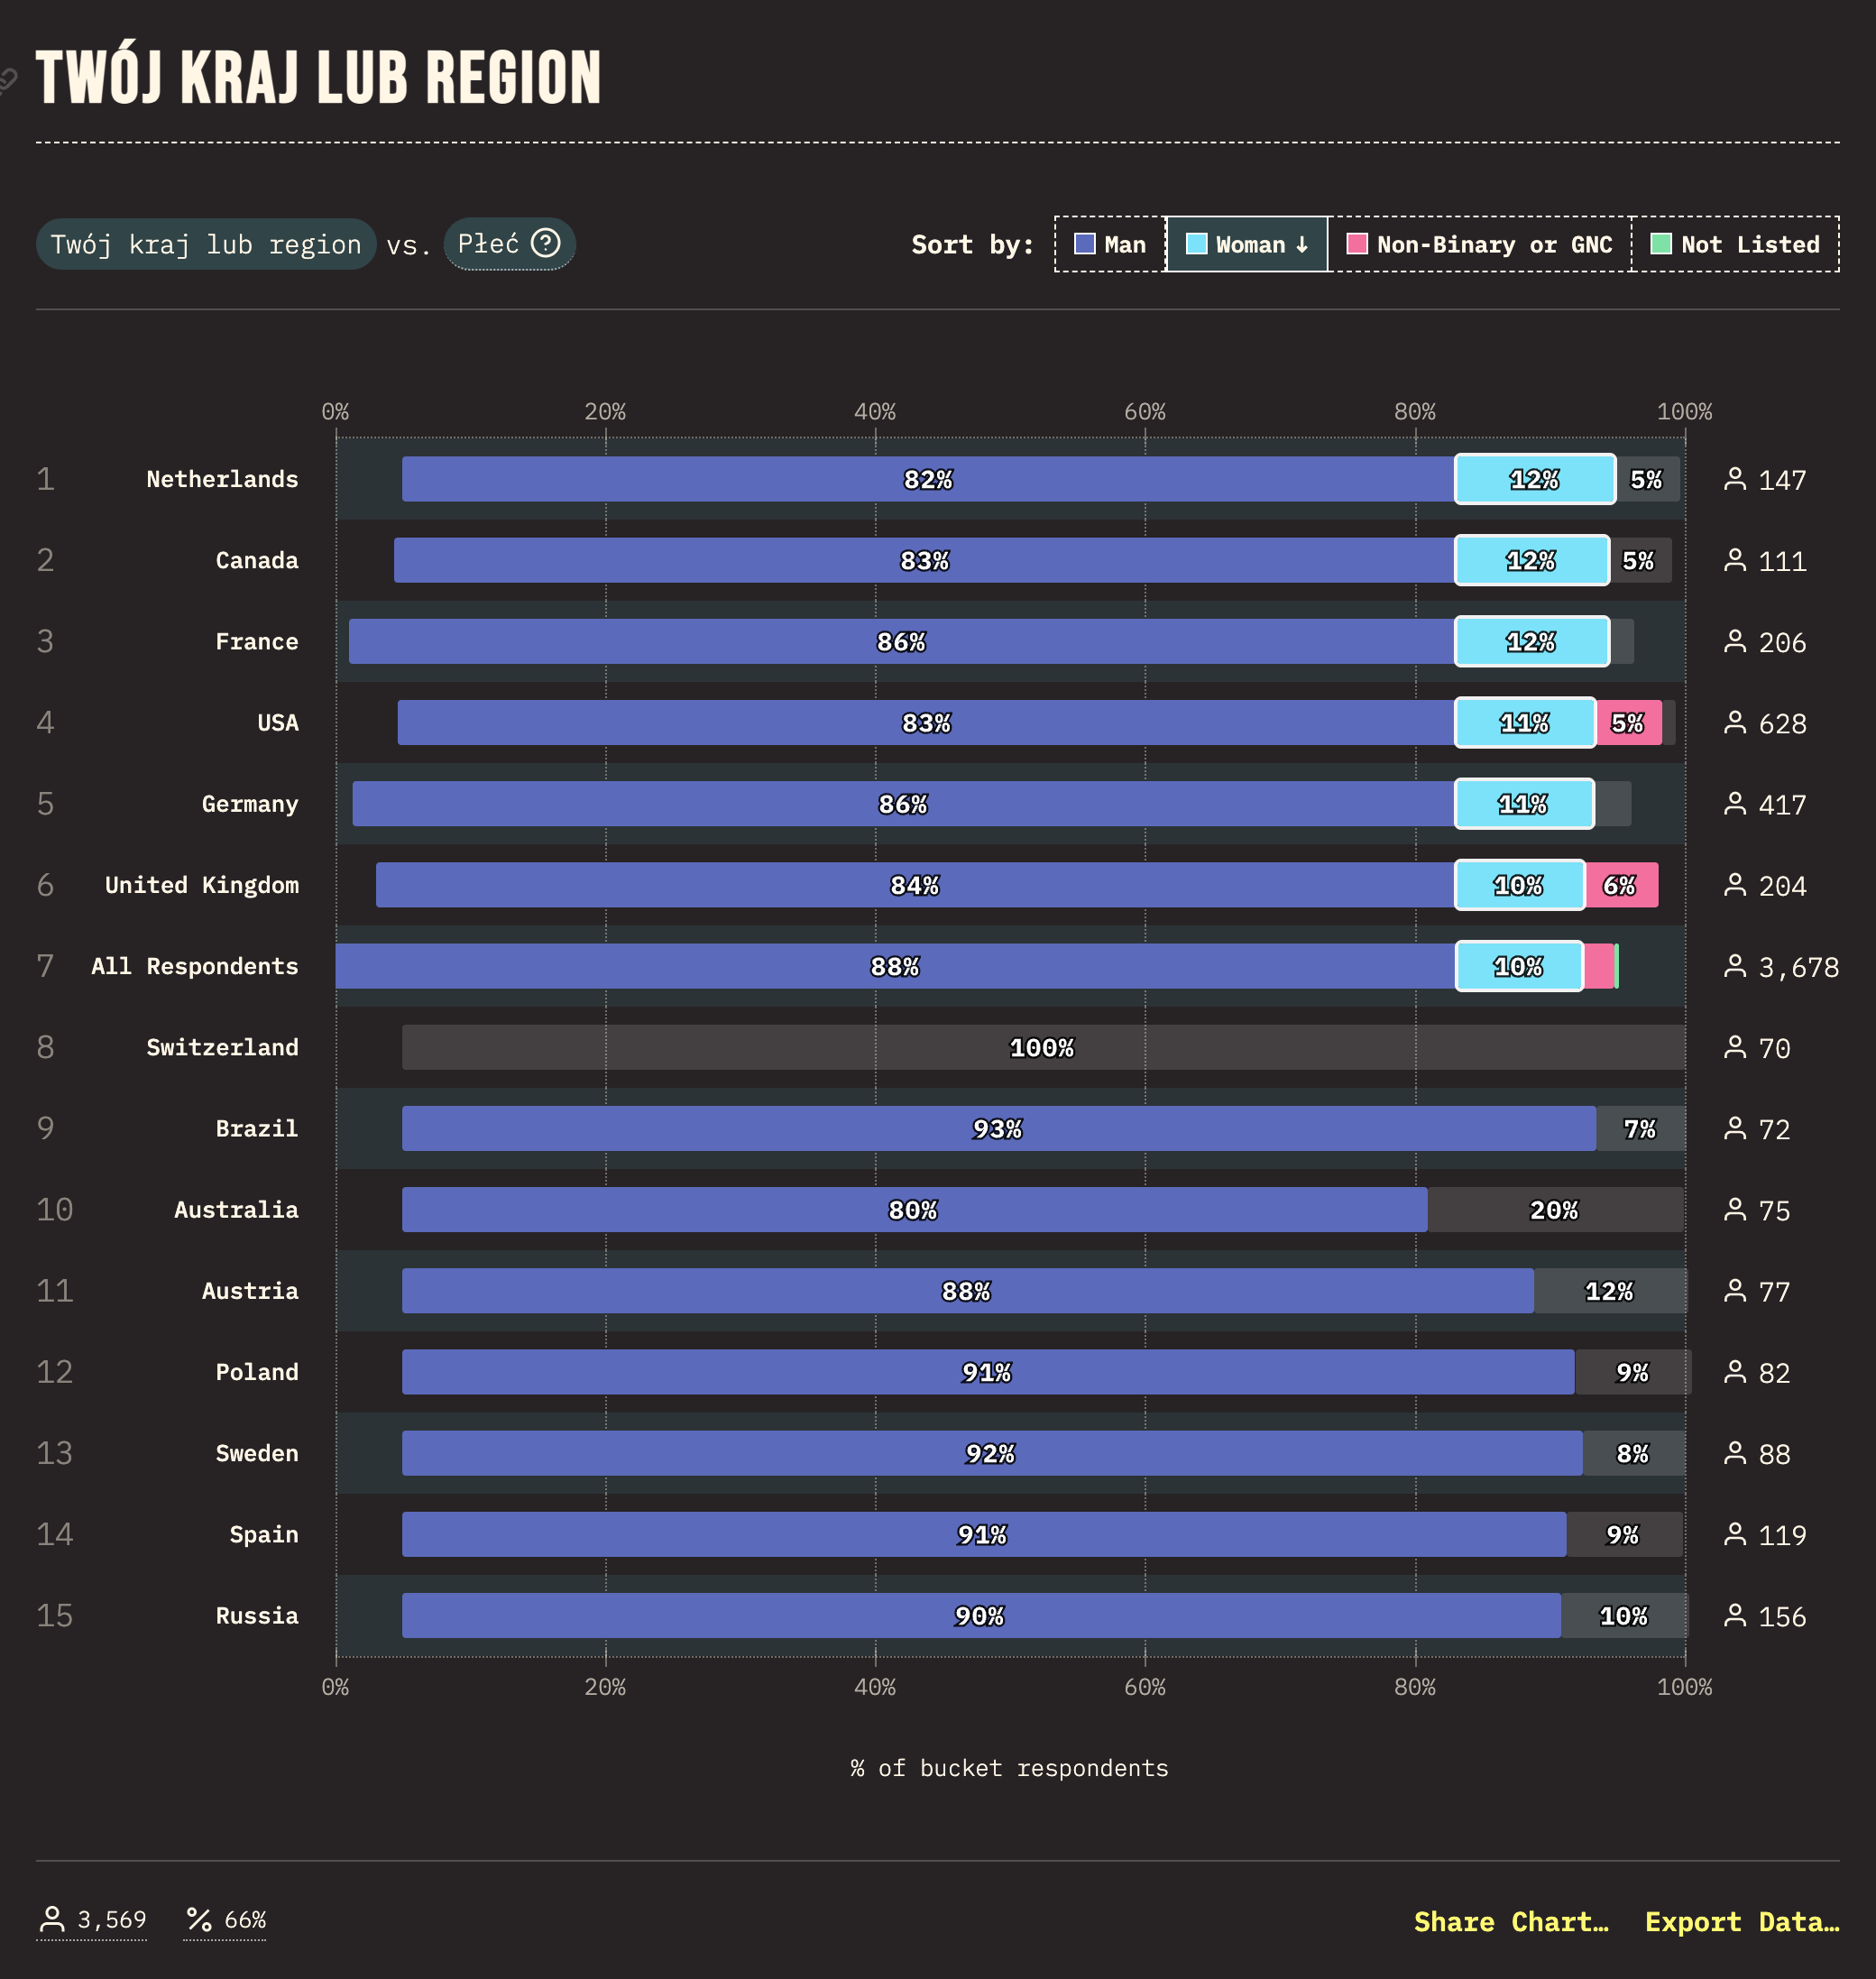 TWÓJ KRAJ LUB REGION
Twój kraj lub region vs. Płeć ?
Sort by: Man Woman ↓ Non-Binary or GNC Not Listed
0% 20% 40% 60% 80% 100%
1 Netherlands 82% 12% 5% 147
2 Canada 83% 12% 5% 111
3 France 86% 12% 206
4 USA 83% 11% 5% 628
5 Germany 86% 11% 417
6 United Kingdom 84% 10% 6% 204
7 All Respondents 88% 10% 3,678
8 Switzerland 100% 70
9 Brazil 93% 7% 72
10 Australia 80% 20% 75
11 Austria 88% 12% 77
12 Poland 91% 9% 82
13 Sweden 92% 8% 88
14 Spain 91% 9% 119
15 Russia 90% 10% 156
0% 20% 40% 60% 80% 100%
% of bucket respondents
3,569 % 66% Share Chart… Export Data…